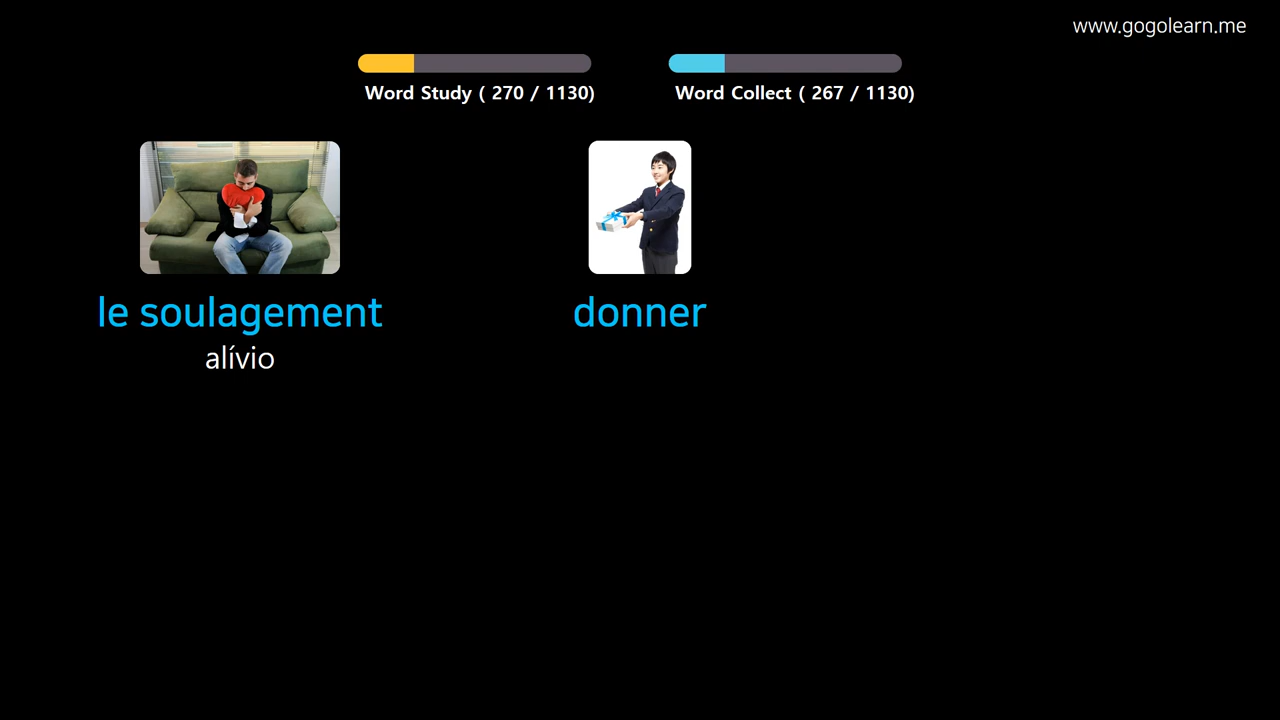 www.gogolearn.me
Word Study ( 270 / 1130)
Word Collect ( 267 / 1130)
le soulagement
alívio
donner